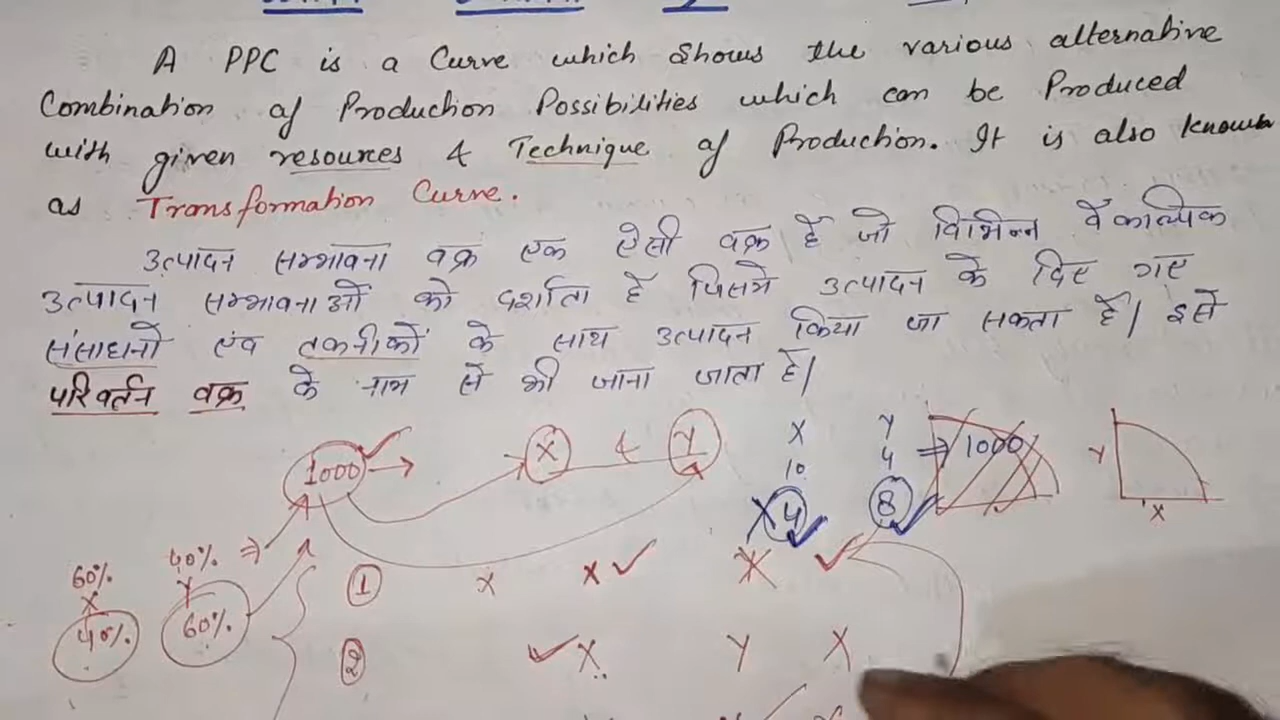 A PPC is a Curve which Shows the various alternative
Combination of Production Possibilities which can be Produced
with given resources & Technique of Production. It is also known
as Transformation Curve.
उत्पादन सम्भावना वक्र एक ऐसी वक्र है जो विभिन्न वैकल्पिक
उत्पादन सम्भावनाओं को दर्शाता है जिसमे उत्पादन के दिए गए
संसाधनों एंव तकनीकों के साथ उत्पादन किया जा सकता है। इसे
परिवर्तन वक्र के नाम से भी जाना जाता है।
1000 → X & Y
X Y
10 4 ⇒ 1000
X 4 8
Y
X
60% 40% ⇒
X Y
40% 60%
① X X ✓ X ✓
② ✓ X Y X